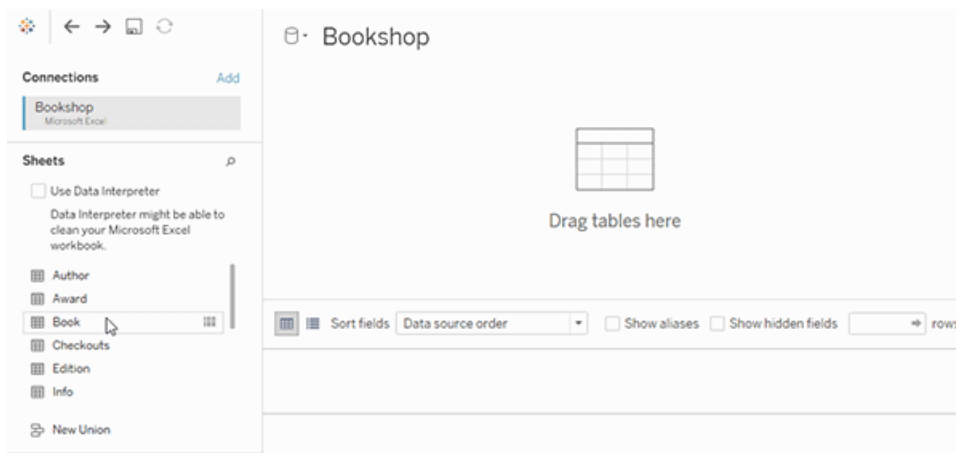 Bookshop
Connections
Add
Bookshop
Microsoft Excel
Sheets
Use Data Interpreter
Data Interpreter might be able to
clean your Microsoft Excel
workbook.
Author
Award
Book
Checkouts
Edition
Info
New Union
Drag tables here
Sort fields Data source order Show aliases Show hidden fields rows